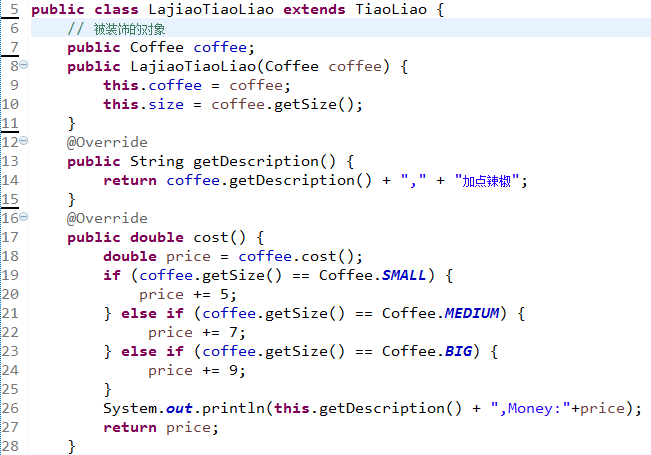 5 public class LajiaoTiaoLiao extends TiaoLiao {
6 // 被装饰的对象
7 public Coffee coffee;
8 public LajiaoTiaoLiao(Coffee coffee) {
9 this.coffee = coffee;
10 this.size = coffee.getSize();
11 }
12 @Override
13 public String getDescription() {
14 return coffee.getDescription() + "," + "加点辣椒";
15 }
16 @Override
17 public double cost() {
18 double price = coffee.cost();
19 if (coffee.getSize() == Coffee.SMALL) {
20 price += 5;
21 } else if (coffee.getSize() == Coffee.MEDIUM) {
22 price += 7;
23 } else if (coffee.getSize() == Coffee.BIG) {
24 price += 9;
25 }
26 System.out.println(this.getDescription() + ",Money:"+price);
27 return price;
28 }